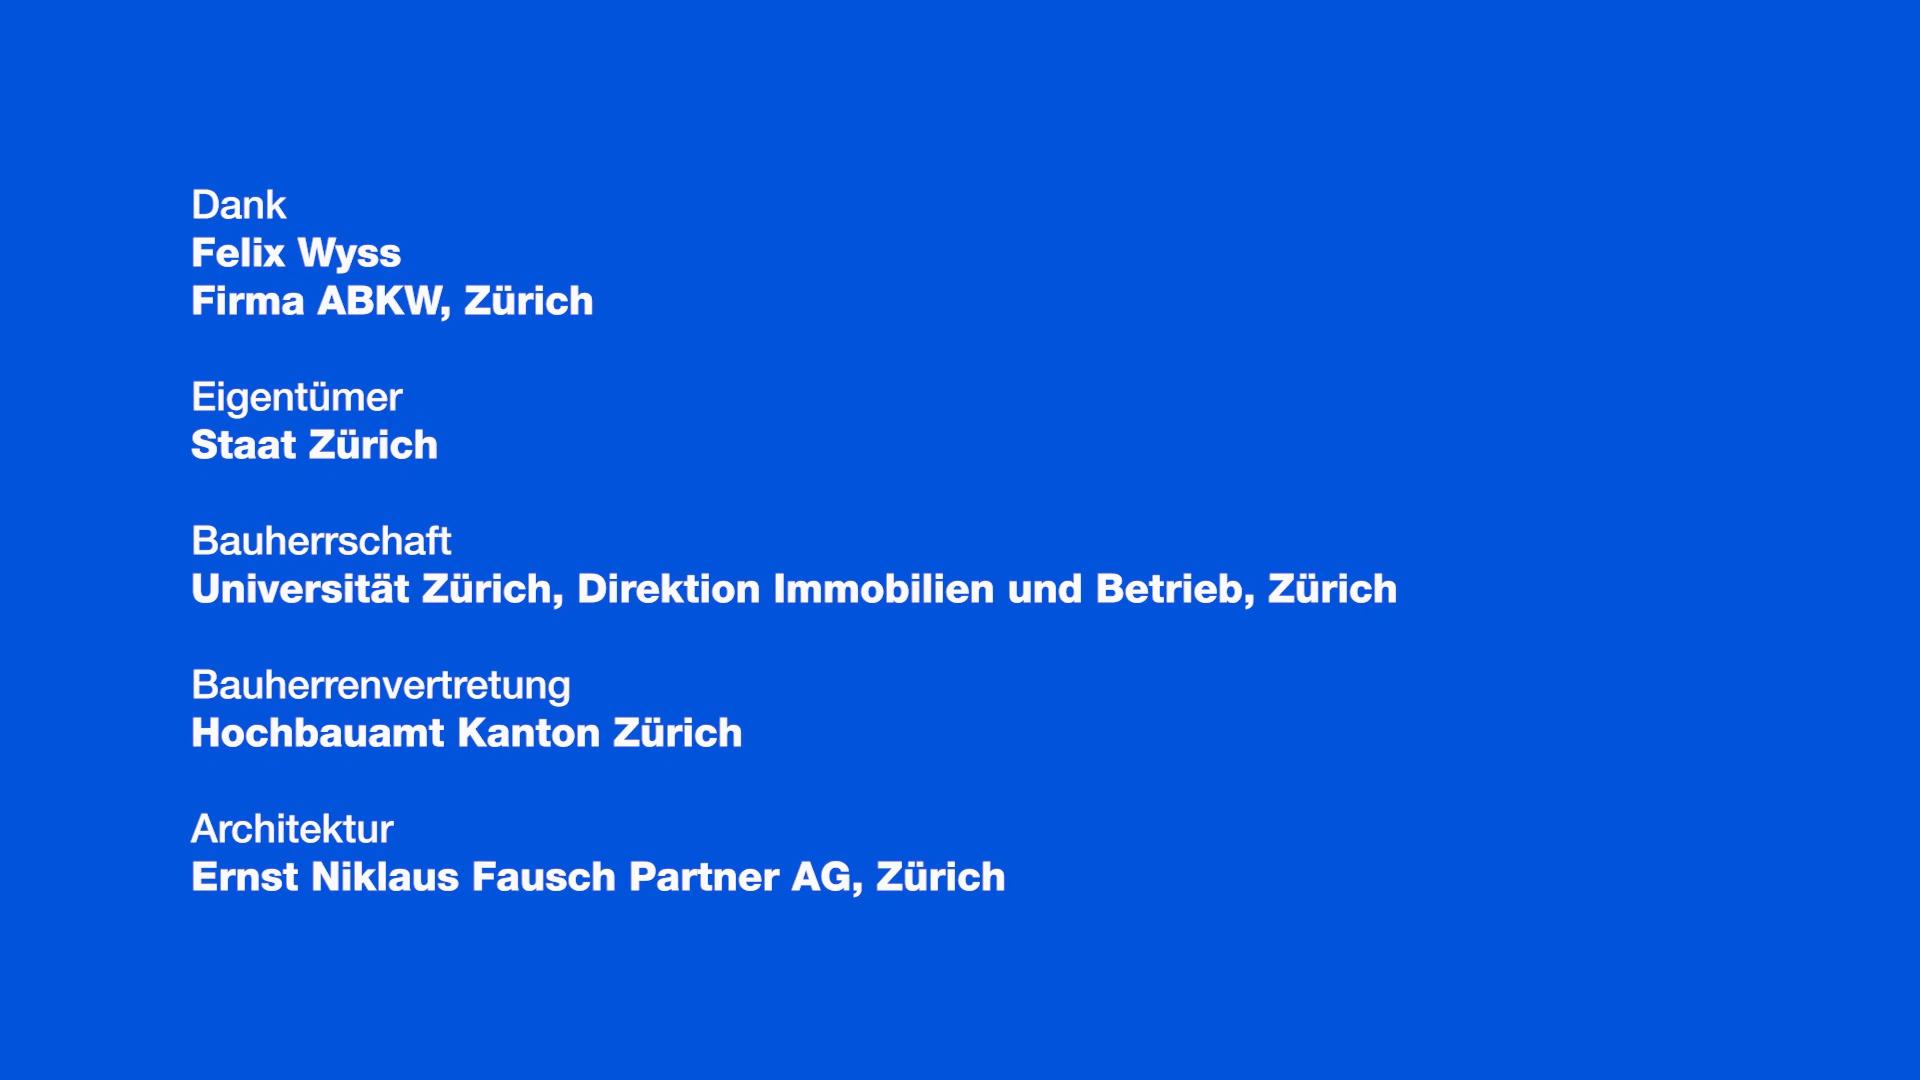 Dank
Felix Wyss
Firma ABKW, Zürich
Eigentümer
Staat Zürich
Bauherrschaft
Universität Zürich, Direktion Immobilien und Betrieb, Zürich
Bauherrenvertretung
Hochbauamt Kanton Zürich
Architektur
Ernst Niklaus Fausch Partner AG, Zürich